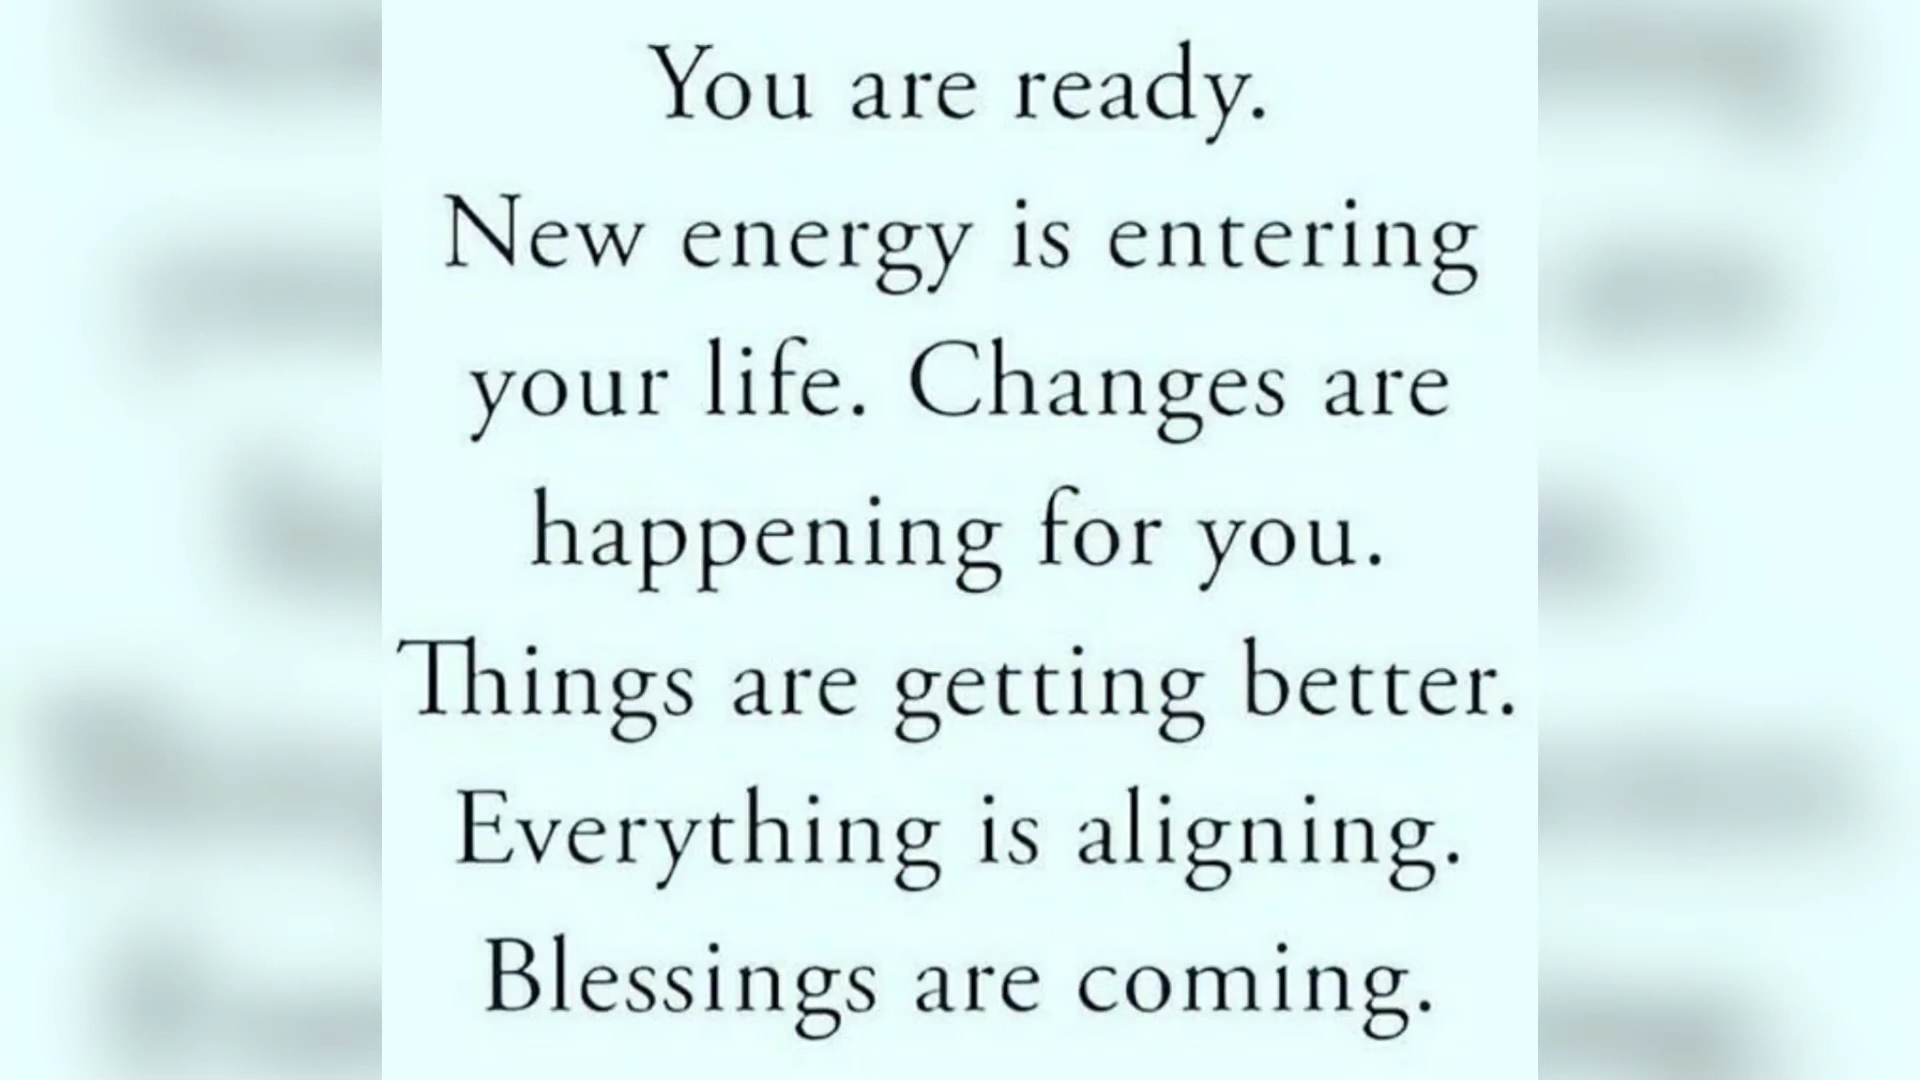 You are ready.
New energy is entering
your life. Changes are
happening for you.
Things are getting better.
Everything is aligning.
Blessings are coming.